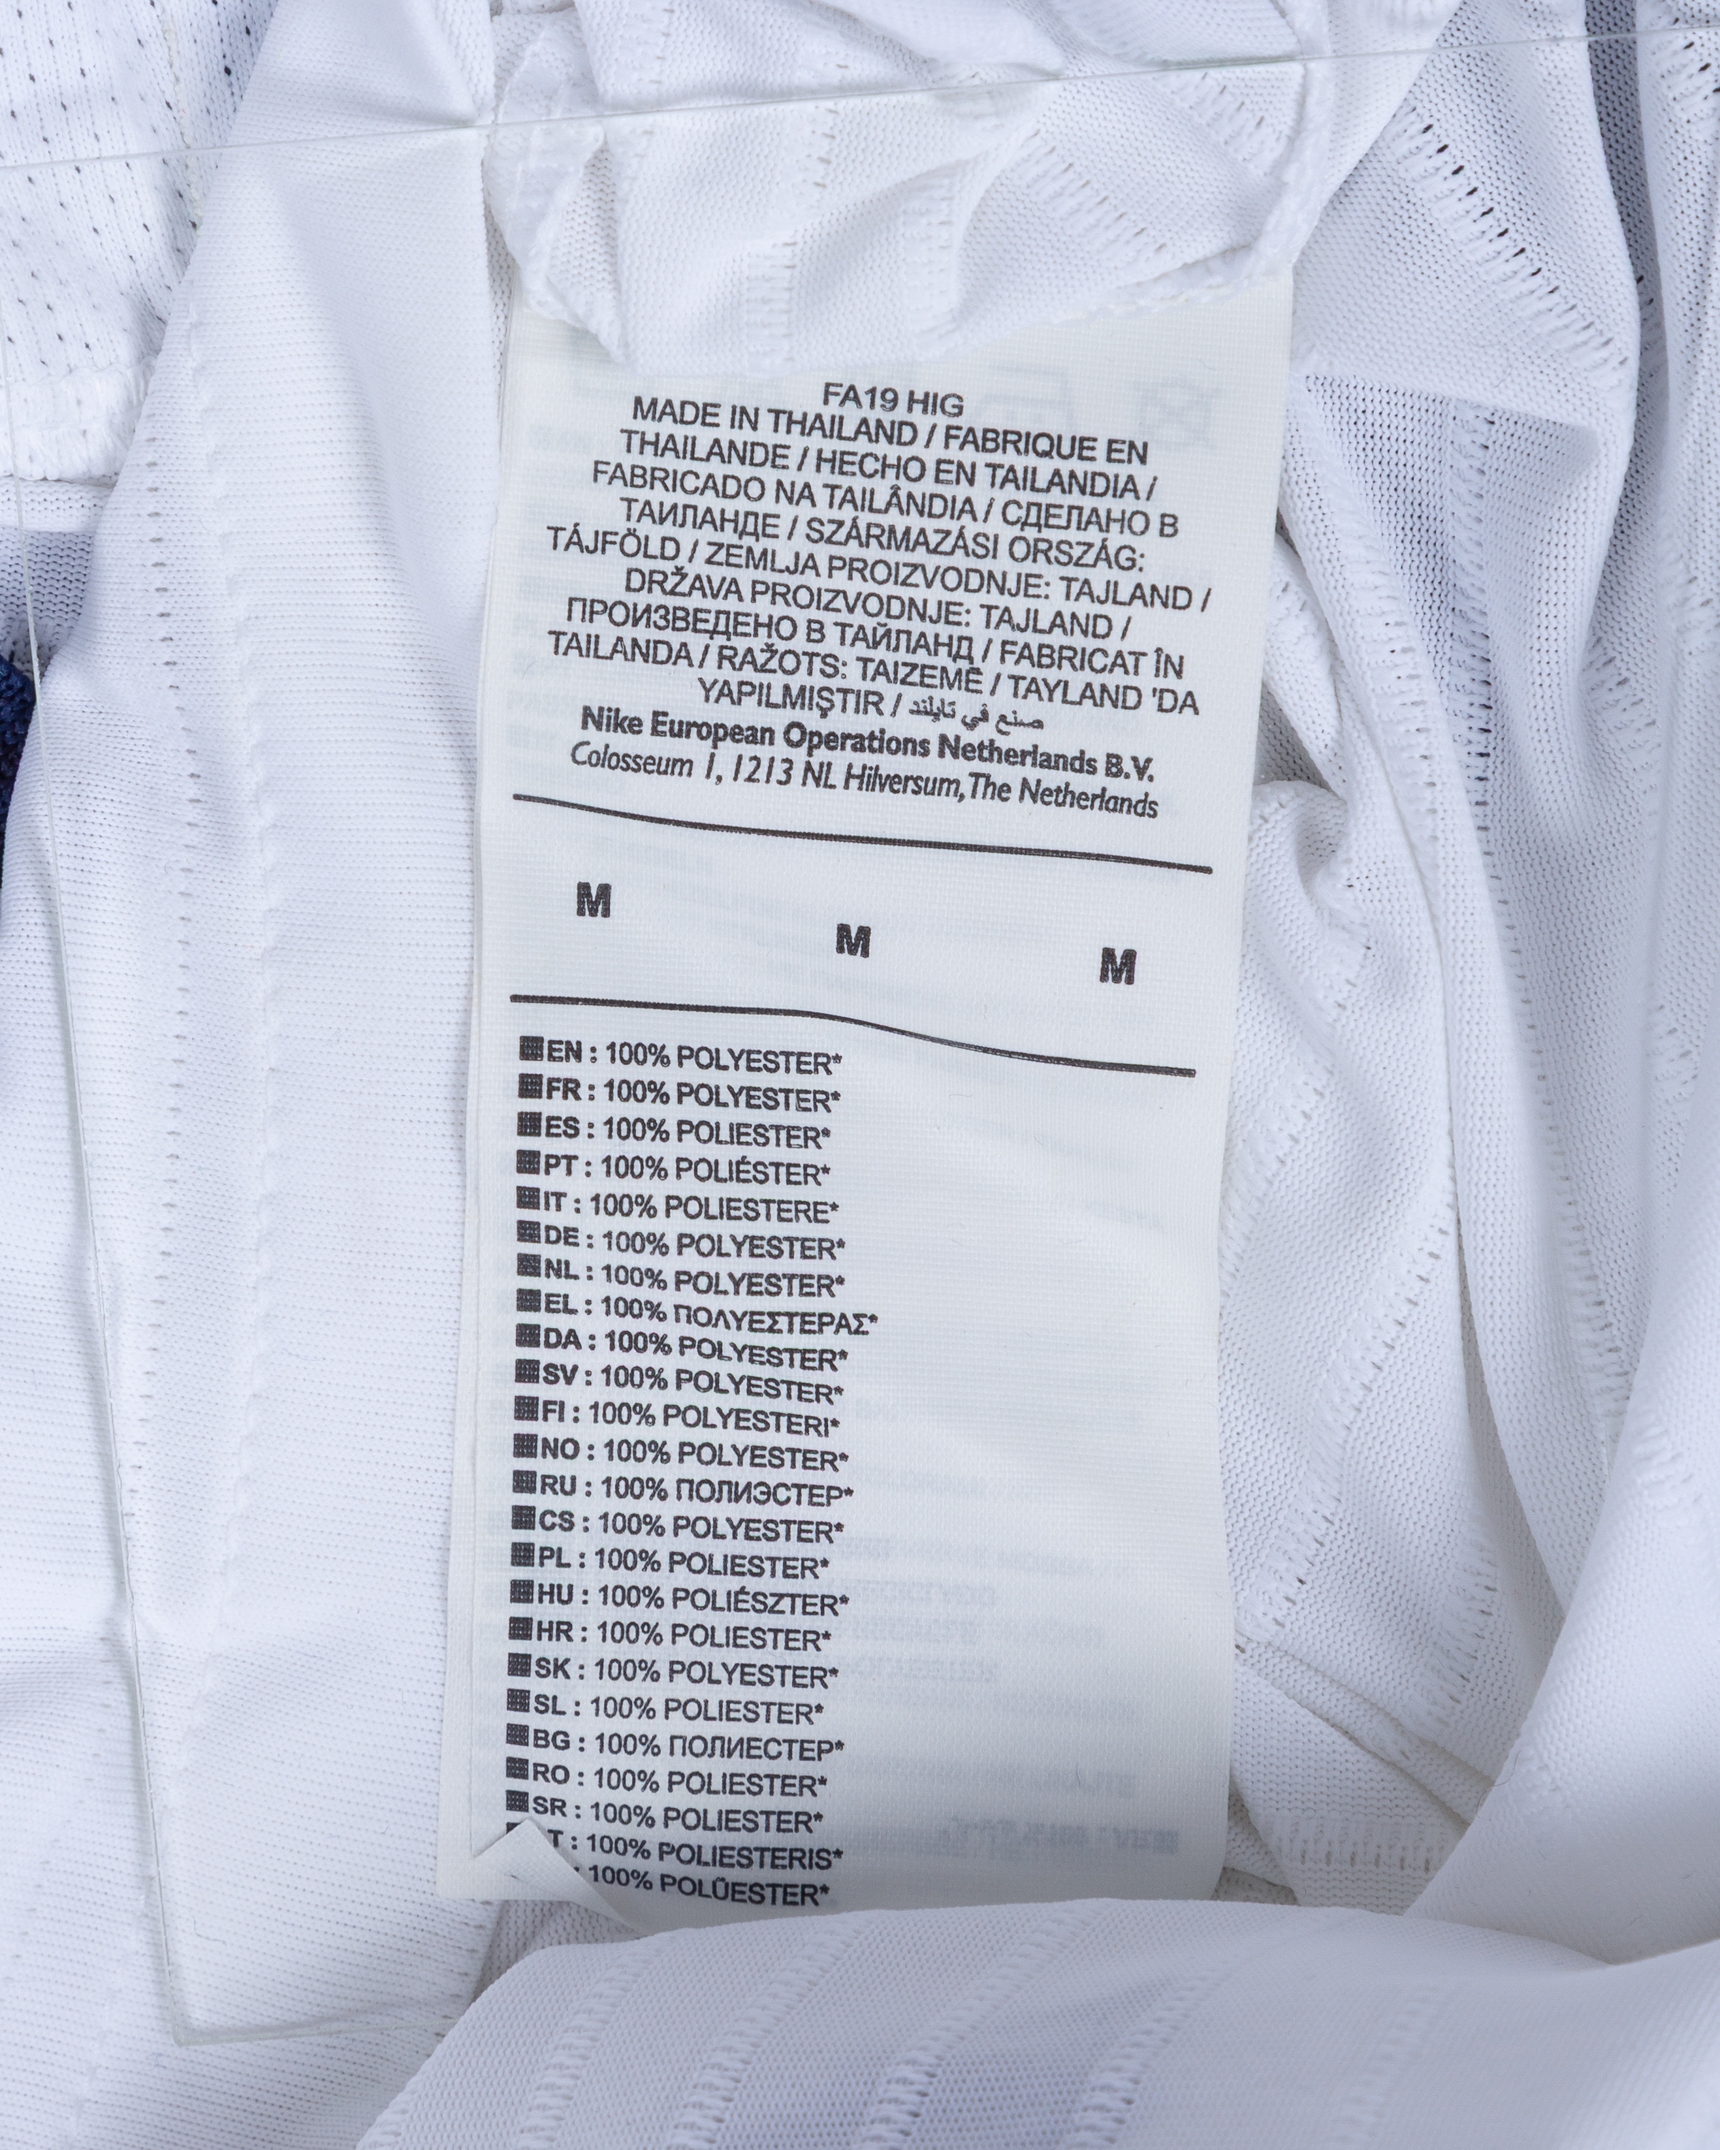 FA19 HIG
MADE IN THAILAND / FABRIQUE EN
THAILANDE / HECHO EN TAILANDIA /
FABRICADO NA TAILÂNDIA / СДЕЛАНО В
ТАИЛАНДЕ / SZÁRMAZÁSI ORSZÁG:
TÁJFÖLD / ZEMLJA PROIZVODNJE: TAJLAND /
DRŽAVA PROIZVODNJE: TAJLAND /
ПРОИЗВЕДЕНО В ТАЙЛАНД / FABRICAT ÎN
TAILANDA / RAŽOTS: TAIZEMĒ / TAYLAND 'DA
YAPILMIŞTIR / صنع في تايلند
Nike European Operations Netherlands B.V.
Colosseum 1, 1213 NL Hilversum, The Netherlands
M M M
EN : 100% POLYESTER*
FR : 100% POLYESTER*
ES : 100% POLIESTER*
PT : 100% POLIÉSTER*
IT : 100% POLIESTERE*
DE : 100% POLYESTER*
NL : 100% POLYESTER*
EL : 100% ΠΟΛΥΕΣΤΕΡΑΣ*
DA : 100% POLYESTER*
SV : 100% POLYESTER*
FI : 100% POLYESTERI*
NO : 100% POLYESTER*
RU : 100% ПОЛИЭСТЕР*
CS : 100% POLYESTER*
PL : 100% POLIESTER*
HU : 100% POLIÉSZTER*
HR : 100% POLIESTER*
SK : 100% POLYESTER*
SL : 100% POLIESTER*
BG : 100% ПОЛИЕСТЕР*
RO : 100% POLIESTER*
SR : 100% POLIESTER*
T : 100% POLIESTERIS*
: 100% POLÜESTER*